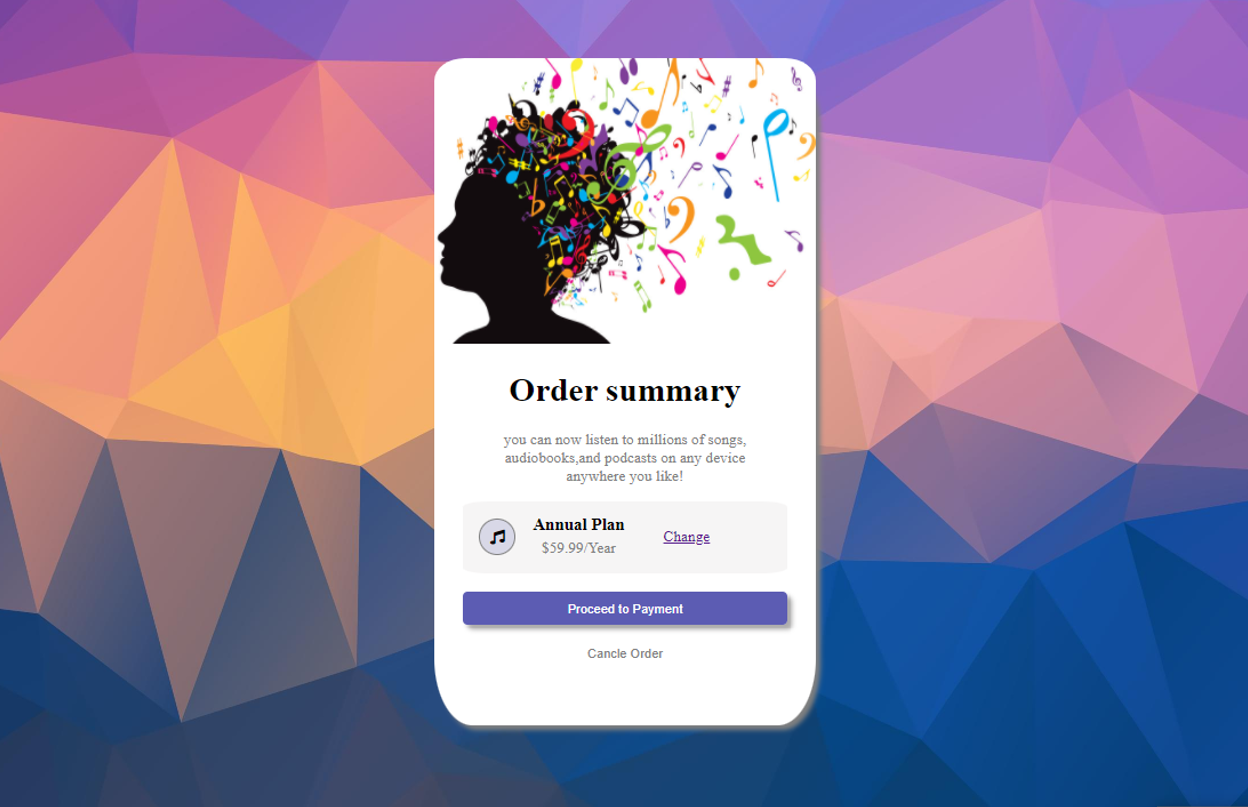 Order summary
you can now listen to millions of songs,
audiobooks,and podcasts on any device
anywhere you like!
Annual Plan
$59.99/Year
Change
Proceed to Payment
Cancle Order